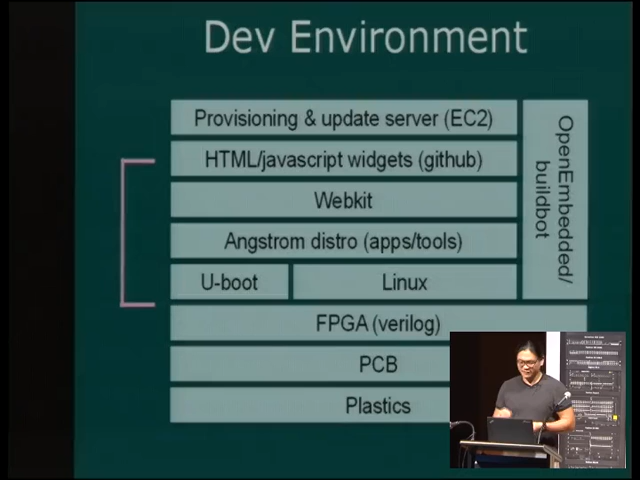 Dev Environment
Provisioning & update server (EC2)
HTML/javascript widgets (github)
Webkit
Angstrom distro (apps/tools)
U-boot
Linux
OpenEmbedded/
buildbot
FPGA (verilog)
PCB
Plastics